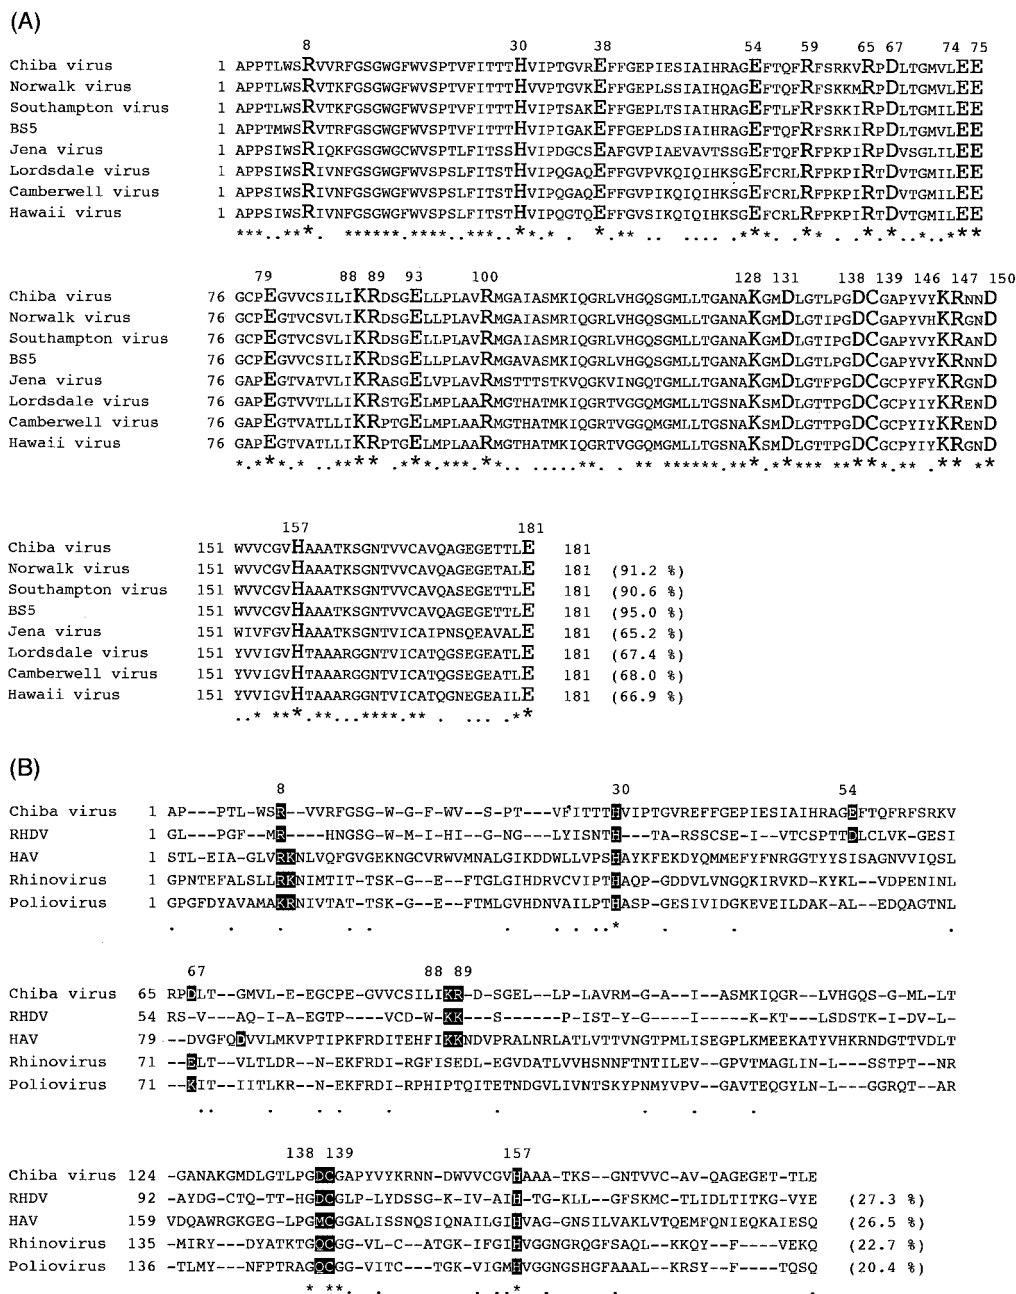 (A)
8 30 38 54 59 65 67 74 75
Chiba virus 1 APPTLWSRVVRFGSGWGFWVSPTVFITTTHVIPTGVREFFGEPIESIAIHRAGEFTQFRFSRKVRPDLTGMVLEE
Norwalk virus 1 APPTLWSRVTKFGSGWGFWVSPTVFITTTHVVPTGVKEFFGEPLSSIAIHQAGEFTQFRFSKKMRPDLTGMVLEE
Southampton virus 1 APPTLWSRVTKFGSGWGFWVSPTVFITTTHVIPTSAKEFFGEPLTSIAIHRAGEFTLFRFSKKIRPDLTGMILEE
BS5 1 APPTMWSRVTRFGSGWGFWVSPTVFITTTHVIPIGAKEFFGEPLDSIAIHRAGEFTQFRFSRKIRPDLTGMVLEE
Jena virus 1 APPSIWSRIQKFGSGWGCWVSPTLFITSSHVIPDGCSEAFGVPIAEVAVTSSGEFTQFRFPKPIRPDVSGLILEE
Lordsdale virus 1 APPSIWSRIVNFGSGWGFWVSPSLFITSTHVIPQGAQEFFGVPVKQIQIHKSGEFCRLRFPKPIRTDVTGMILEE
Camberwell virus 1 APPSIWSRIVNFGSGWGFWVSPSLFITSTHVIPQGAQEFFGVPIKQIQIHKSGEFCRLRFPKPIRTDVTGMILEE
Hawaii virus 1 APPSIWSRIVNFGSGWGFWVSPSLFITSTHVIPQGTQEFFGVSIKQIQIHKSGEFCRLRFPKPIRTDVTGMILEE
79 88 89 93 100 128 131 138 139 146 147 150
Chiba virus 76 GCPEGVVCSILIKRDSGELLPLAVRMGAIASMKIQGRLVHGQSGMLLTGANAKGMDLGTLPGDCGAPYVYKRNND
Norwalk virus 76 GCPEGTVCSVLIKRDSGELLPLAVRMGAIASMRIQGRLVHGQSGMLLTGANAKGMDLGTIPGDCGAPYVHKRGND
Southampton virus 76 GCPEGTVCSVLIKRDSGELLPLAVRMGAIASMRIQGRLVHGQSGMLLTGANAKGMDLGTIPGDCGAPYVYKRAND
BS5 76 GCPEGVVCSILIKRDSGELLPLAVRMGAVASMKIQGRLVHGQSGMLLTGANAKGMDLGTLPGDCGAPYVYKRNND
Jena virus 76 GAPEGTVATVLIKRASGELVPLAVRMSTTTSTKVQGKVINGQTGMLLTGANAKGMDLGTFPGDCGCPYFYKRGND
Lordsdale virus 76 GAPEGTVVTLLIKRSTGELMPLAARMGTHATMKIQGRTVGGQMGMLLTGSNAKSMDLGTTPGDCGCPYIYKREND
Camberwell virus 76 GAPEGTVATLLIKRPTGELMPLAARMGTHATMKIQGRTVGGQMGMLLTGSNAKSMDLGTTPGDCGCPYIYKREND
Hawaii virus 76 GAPEGTVATLLIKRPTGELMPLAARMGTHATMKIQGRTVGGQMGMLLTGSNAKSMDLGTTPGDCGCPYIYKRGND
157 181
Chiba virus 151 WVVCGVHAAATKSGNTVVCAVQAGEGETTLE 181
Norwalk virus 151 WVVCGVHAAATKSGNTVVCAVQAGEGETALE 181 (91.2 %)
Southampton virus 151 WVVCGVHAAATKSGNTVVCAVQASEGETTLE 181 (90.6 %)
BS5 151 WVVCGVHAAATKSGNTVVCAVQAGEGETTLE 181 (95.0 %)
Jena virus 151 WIVFGVHAAATKSGNTVICAIPNSQEAVALE 181 (65.2 %)
Lordsdale virus 151 YVVIGVHTAAARGGNTVICATQGSEGEATLE 181 (67.4 %)
Camberwell virus 151 YVVIGVHTAAARGGNTVICATQGSEGEATLE 181 (68.0 %)
Hawaii virus 151 YVVIGVHTAAARGGNTVICATQGNEGEAILE 181 (66.9 %)
(B)
8 30 54
Chiba virus 1 AP---PTL-WSR--VVRFGSG-W-G-F-WV--S-PT---VFITTTHVIPTGVREFFGEPIESIAIHRAGEFTQFRFSRKV
RHDV 1 GL---PGF--MR----HNGSG-W-M-I-HI--G-NG---LYISNTH---TA-RSSCSE-I--VTCSPTTDLCLVK-GESI
HAV 1 STL-EIA-GLVRKNLVQFGVGEKNGCVRWVMNALGIKDDWLLVPSHAYKFEKDYQMMEFYFNRGGTYYSISAGNVVIQSL
Rhinovirus 1 GPNTEFALSLLRKNIMTIT-TSK-G--E--FTGLGIHDRVCVIPTHAQP-GDDVLVNGQKIRVKD-KYKL--VDPENINL
Poliovirus 1 GPGFDYAVAMAKRNIVTAT-TSK-G--E--FTMLGVHDNVAILPTHASP-GESIVIDGKEVEILDAK-AL--EDQAGTNL
67 88 89
Chiba virus 65 RPDLT--GMVL-E-EGCPE-GVVCSILIKR-D-SGEL--LP-LAVRM-G-A--I--ASMKIQGR--LVHGQS-G-ML-LT
RHDV 54 RS-V---AQ-I-A-EGTP----VCD-W-KK---S------P-IST-Y--G-----I-----K-KT---LSDSTK-I-DV-L-
HAV 79 --DVGFQDVVLMKVPTIPKFRDITEHFIKKNDVPRALNRLATLVTTVNGTPMLISEGPLKMEEKATYVHKRNDGTTVDLT
Rhinovirus 71 --ELT--VLTLDR--N-EKFRDI-RGFISEDLEGVDATLVVHSNNFTNTILEV--GPVTMAGLIN-L---SSTPT--NR
Poliovirus 71 --KIT--IITLKR--N-EKFRDI-RPHIPTQITETNDGVLIVNTSKYPNMYVPV--GAVTEQGYLN-L---GGRQT--AR
138 139 157
Chiba virus 124 -GANAKGMDLGTLPGDCGAPYVYKRNN-DWVVCGVHAAA-TKS--GNTVVC-AV-QAGEGET-TLE
RHDV 92 -AYDG-CTQ-TT-HGDCGLP-LYDSSG-K-IV-AIH-TG-KLL--GFSKMC-TLIDLTITKG-VYE (27.3 %)
HAV 159 VDQAWRGKGEG-LPGMCGGALISSNQSIQNAILGIHVAG-GNSILVAKLVTQEMFQNIEQKAIESQ (26.5 %)
Rhinovirus 135 -MIRY--DYATKTGQCGG-VL-C--ATGK-IFGIHVGGNGRQGFSAQL--KKQY--F----VEKQ (22.7 %)
Poliovirus 136 -TLMY---NFPTRAGQCGG-VITC---TGK-VIGMHVGGNGSHGFAAAL--KRSY--F----TQSQ (20.4 %)